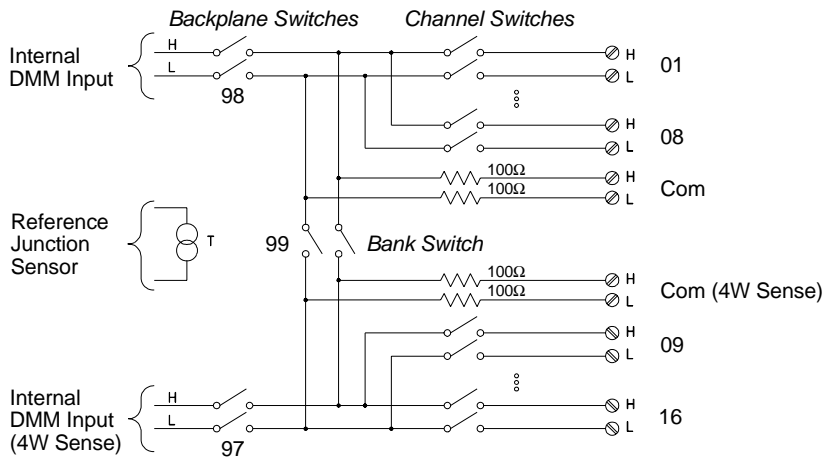 Backplane Switches
Channel Switches
Internal
DMM Input
H
L
98
H
L
01
H
L
08
100Ω
100Ω
H
L
Com
Reference
Junction
Sensor
T
99
Bank Switch
100Ω
100Ω
H
L
Com (4W Sense)
H
L
09
Internal
DMM Input
(4W Sense)
H
L
97
H
L
16